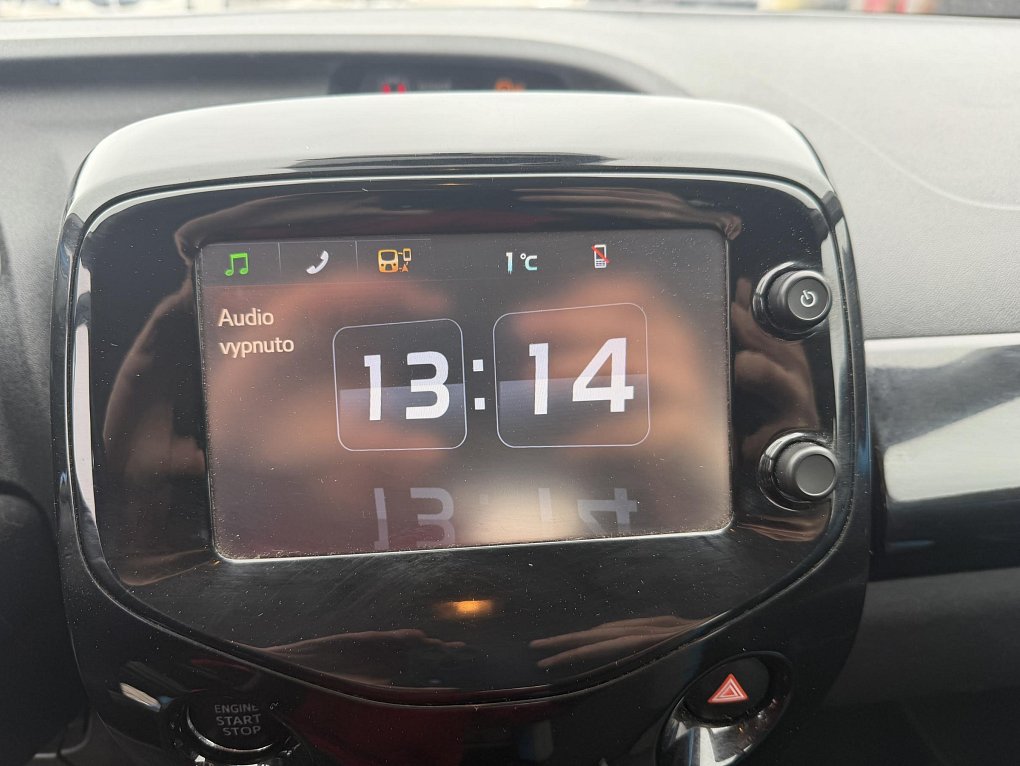 1 °C
Audio
vypnuto
13:14
ENGINE
START
STOP